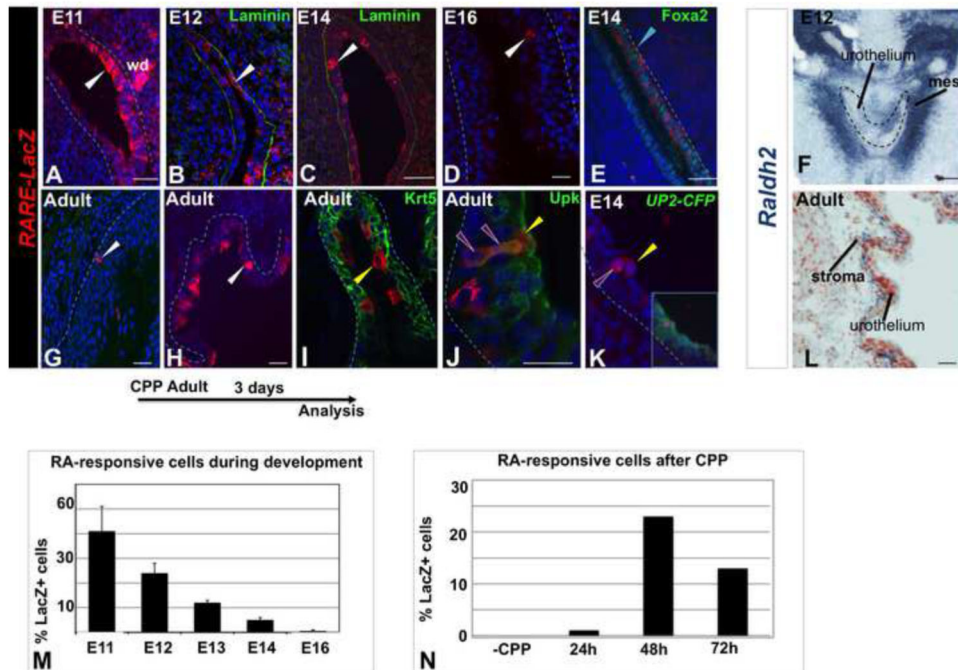 RARE-LacZ
E11
wd
A
E12 Laminin
B
E14 Laminin
C
E16
D
E14 Foxa2
E
Raldh2
E12
urothelium
mes
F
Adult
G
Adult
H
Adult Krt5
I
Adult Upk
J
E14 UP2-CFP
K
Adult
stroma
urothelium
L
CPP Adult 3 days
Analysis
RA-responsive cells during development
% LacZ+ cells
60
30
10
E11 E12 E13 E14 E16
M
RA-responsive cells after CPP
% LacZ+ cells
30
20
10
0
-CPP 24h 48h 72h
N